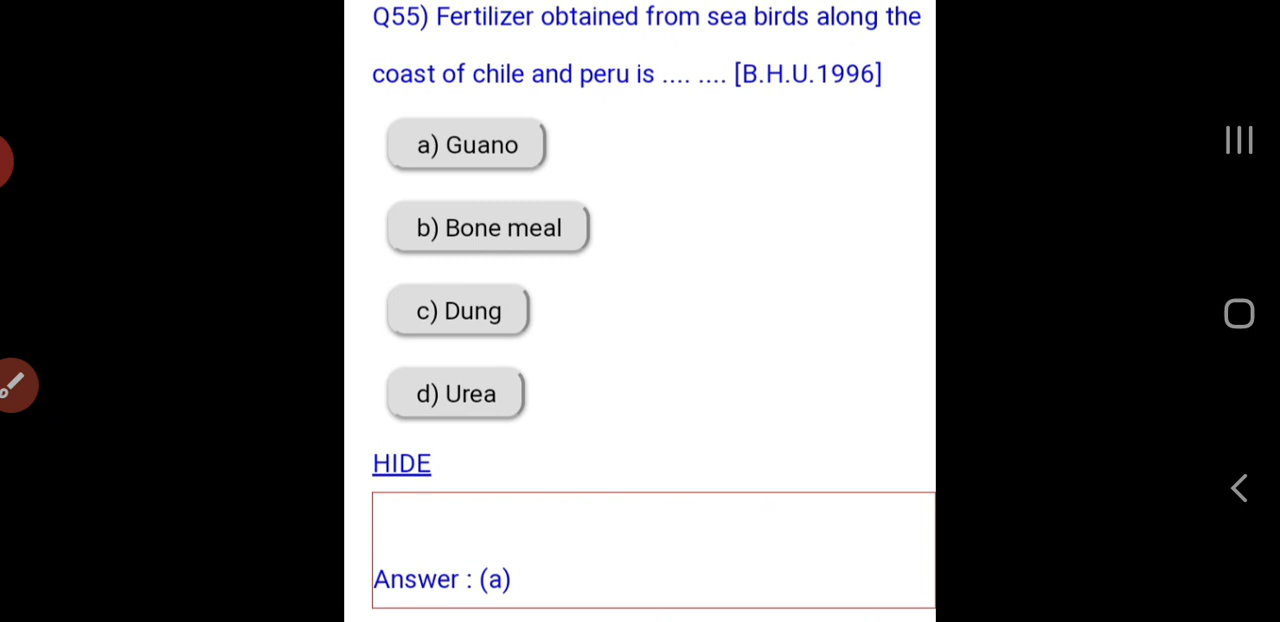 Q55) Fertilizer obtained from sea birds along the
coast of chile and peru is .... .... [B.H.U.1996]
a) Guano
b) Bone meal
c) Dung
d) Urea
HIDE
Answer : (a)